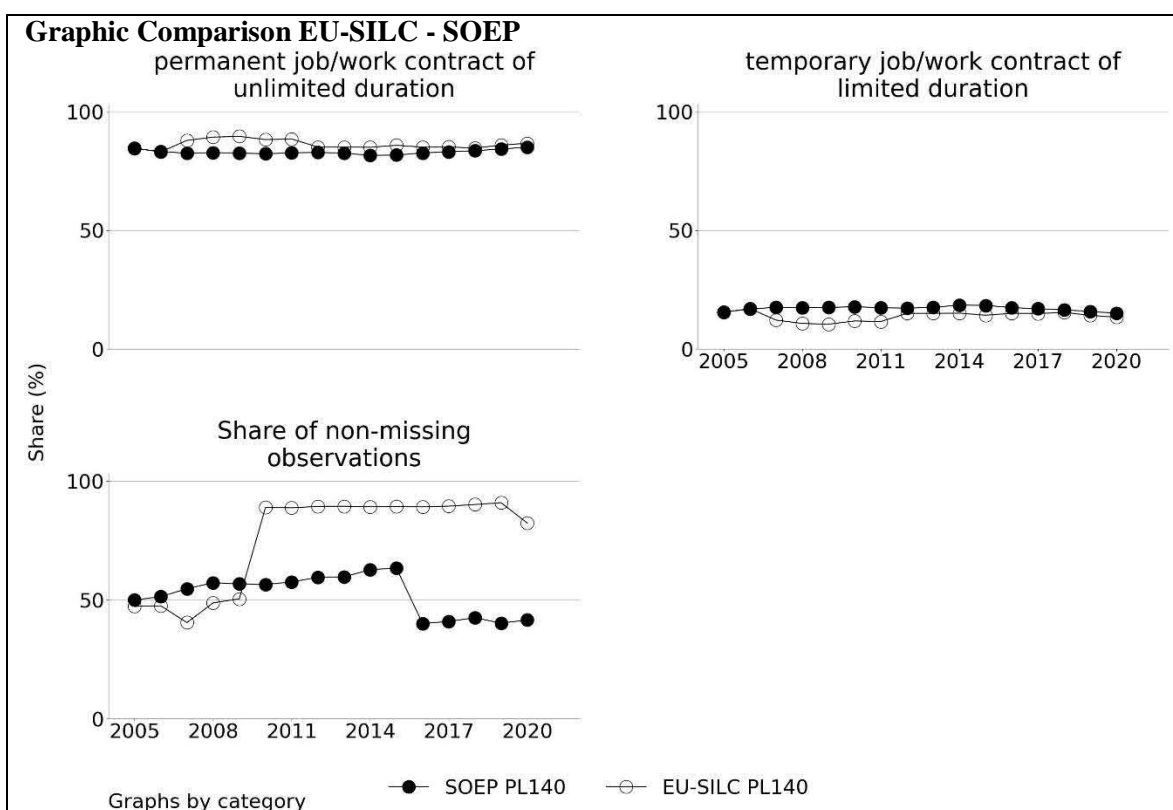 Graphic Comparison EU-SILC - SOEP
permanent job/work contract of
unlimited duration
100
50
0
temporary job/work contract of
limited duration
100
50
0
2005 2008 2011 2014 2017 2020
Share (%)
Share of non-missing
observations
100
50
0
2005 2008 2011 2014 2017 2020
SOEP PL140 EU-SILC PL140
Graphs by category